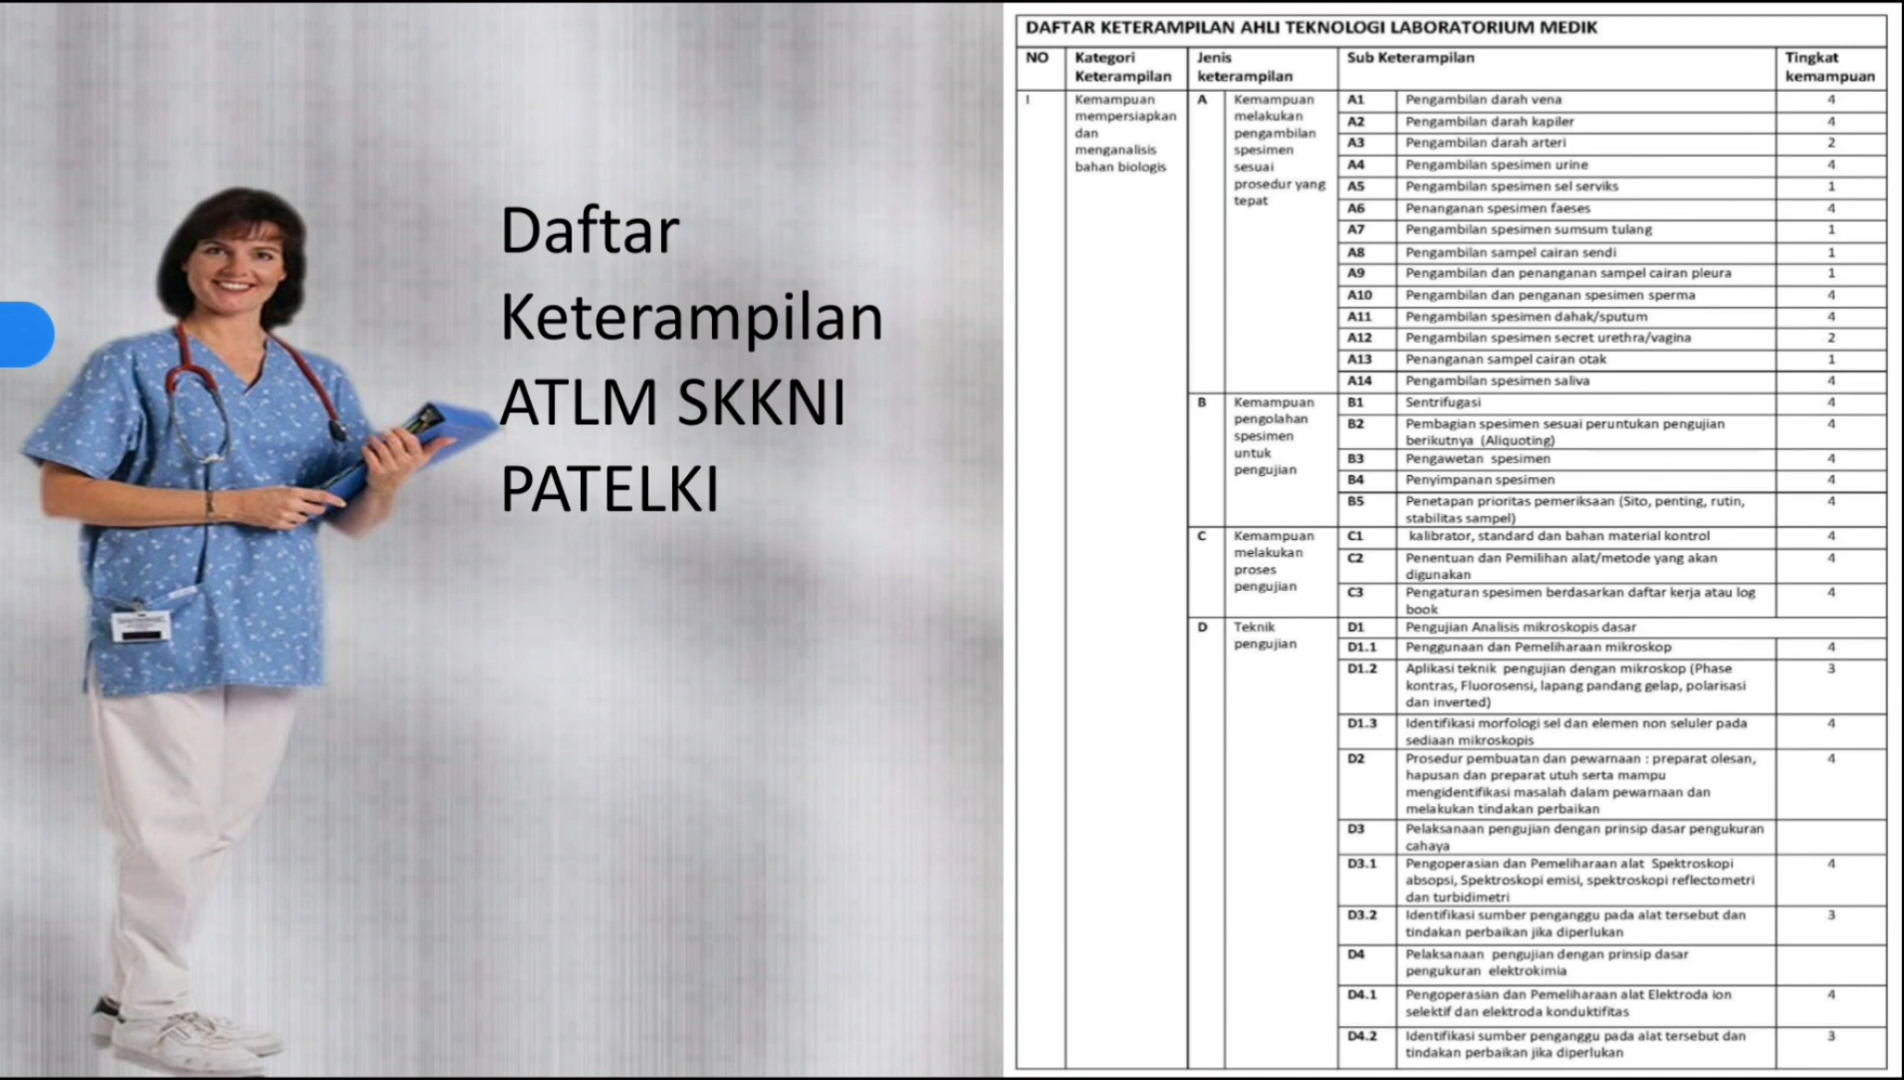 Daftar
Keterampilan
ATLM SKKNI
PATELKI
DAFTAR KETERAMPILAN AHLI TEKNOLOGI LABORATORIUM MEDIK
NO Kategori Keterampilan Jenis keterampilan Sub Keterampilan Tingkat kemampuan
I Kemampuan mempersiapkan dan menganalisis bahan biologis
A Kemampuan melakukan pengambilan spesimen sesuai prosedur yang tepat
A1 Pengambilan darah vena 4
A2 Pengambilan darah kapiler 4
A3 Pengambilan darah arteri 2
A4 Pengambilan spesimen urine 4
A5 Pengambilan spesimen sel serviks 1
A6 Penanganan spesimen faeses 4
A7 Pengambilan spesimen sumsum tulang 1
A8 Pengambilan sampel cairan sendi 1
A9 Pengambilan dan penanganan sampel cairan pleura 1
A10 Pengambilan dan penganan spesimen sperma 4
A11 Pengambilan spesimen dahak/sputum 4
A12 Pengambilan spesimen secret urethra/vagina 2
A13 Penanganan sampel cairan otak 1
A14 Pengambilan spesimen saliva 4
B Kemampuan pengolahan spesimen untuk pengujian
B1 Sentrifugasi 4
B2 Pembagian spesimen sesuai peruntukan pengujian 4
berikutnya (Aliquoting)
B3 Pengawetan spesimen 4
B4 Penyimpanan spesimen 4
B5 Penetapan prioritas pemeriksaan (Sito, penting, rutin, 4
stabilitas sampel)
C Kemampuan melakukan proses pengujian
C1 kalibrator, standard dan bahan material kontrol 4
C2 Penentuan dan Pemilihan alat/metode yang akan 4
digunakan
C3 Pengaturan spesimen berdasarkan daftar kerja atau log 4
book
D Teknik pengujian
D1 Pengujian Analisis mikroskopis dasar
D1.1 Penggunaan dan Pemeliharaan mikroskop 4
D1.2 Aplikasi teknik pengujian dengan mikroskop (Phase 3
kontras, Fluorosensi, lapang pandang gelap, polarisasi
dan inverted)
D1.3 Identifikasi morfologi sel dan elemen non seluler pada 4
sediaan mikroskopis
D2 Prosedur pembuatan dan pewarnaan : preparat olesan, 4
hapusan dan preparat utuh serta mampu
mengidentifikasi masalah dalam pewarnaan dan
melakukan tindakan perbaikan
D3 Pelaksanaan pengujian dengan prinsip dasar pengukuran
cahaya
D3.1 Pengoperasian dan Pemeliharaan alat Spektroskopi 4
absopsi, Spektroskopi emisi, spektroskopi reflectometri
dan turbidimetri
D3.2 Identifikasi sumber penganggu pada alat tersebut dan 3
tindakan perbaikan jika diperlukan
D4 Pelaksanaan pengujian dengan prinsip dasar
pengukuran elektrokimia
D4.1 Pengoperasian dan Pemeliharaan alat Elektroda ion 4
selektif dan elektroda konduktifitas
D4.2 Identifikasi sumber penganggu pada alat tersebut dan 3
tindakan perbaikan jika diperlukan